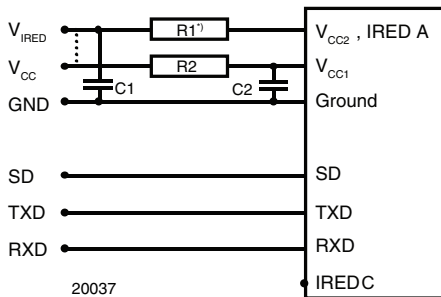 V_IRED R1*) V_CC2 , IRED A
V_CC R2 V_CC1
C1 C2
GND Ground
SD SD
TXD TXD
RXD RXD
IREDC
20037